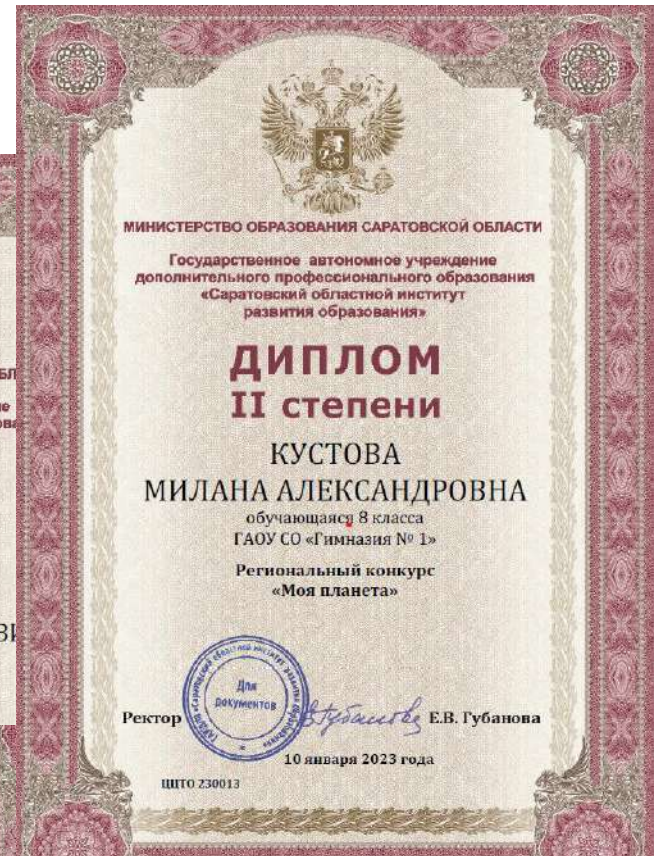 МИНИСТЕРСТВО ОБРАЗОВАНИЯ САРАТОВСКОЙ ОБЛАСТИ
Государственное автономное учреждение
дополнительного профессионального образования
«Саратовский областной институт
развития образования»
ДИПЛОМ
II степени
КУСТОВА
МИЛАНА АЛЕКСАНДРОВНА
обучающаяся 8 класса
ГАОУ СО «Гимназия № 1»
Региональный конкурс
«Моя планета»
Для
документов
Ректор
Е.В. Губанова
10 января 2023 года
ЦШТО 230013